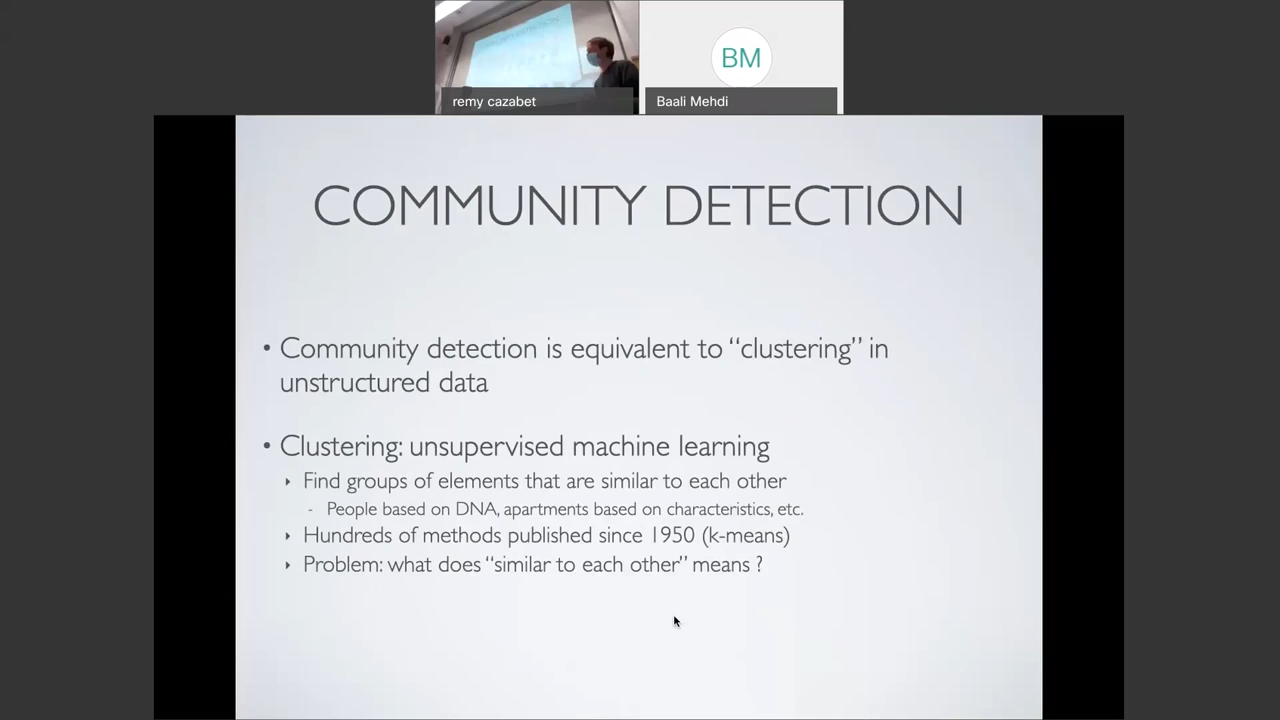 BM
remy cazabet
Baali Mehdi
COMMUNITY DETECTION
• Community detection is equivalent to “clustering” in
unstructured data
• Clustering: unsupervised machine learning
‣ Find groups of elements that are similar to each other
- People based on DNA, apartments based on characteristics, etc.
‣ Hundreds of methods published since 1950 (k-means)
‣ Problem: what does “similar to each other” means ?